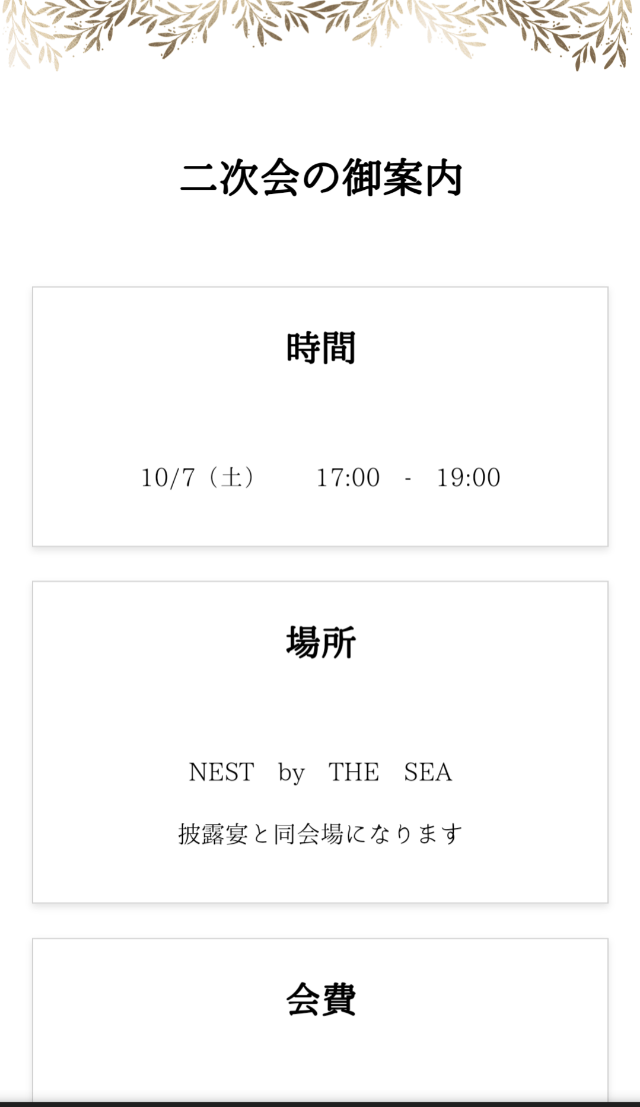 二次会の御案内
時間
10/7（土）　　17:00　-　19:00
場所
NEST　by　THE　SEA
披露宴と同会場になります
会費